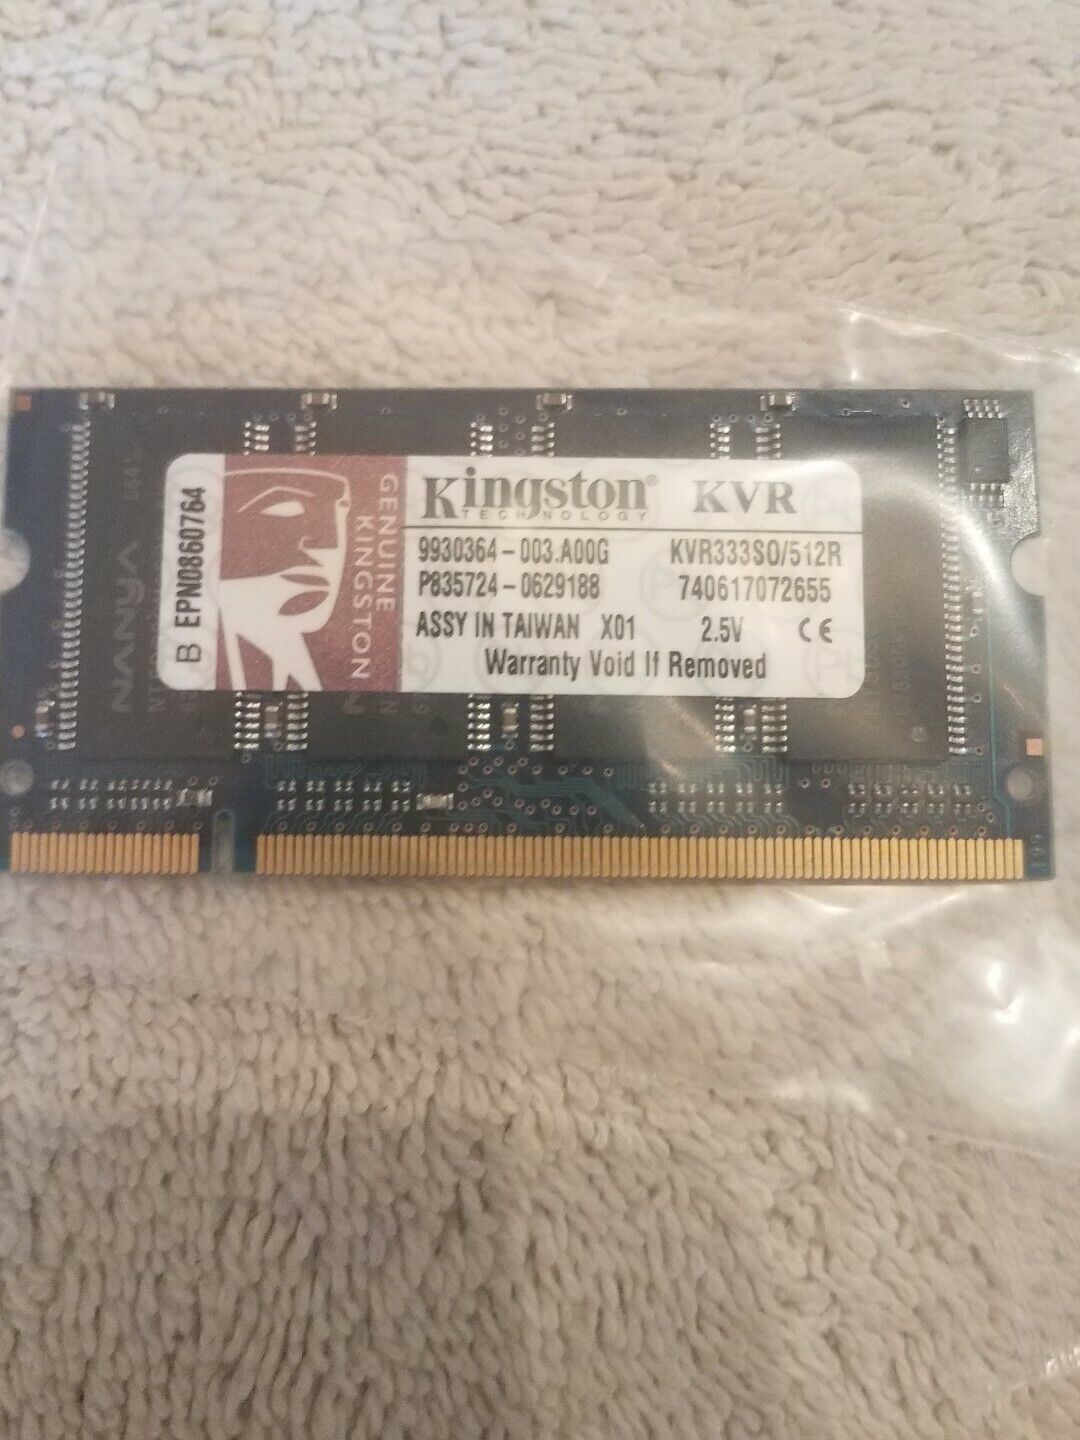 B EPN0860764
GENUINE
KINGSTON
Kingston® KVR
TECHNOLOGY
9930364-003.A00G KVR333SO/512R
P835724-0629188 740617072655
ASSY IN TAIWAN X01 2.5V CE
Warranty Void If Removed
NANYA